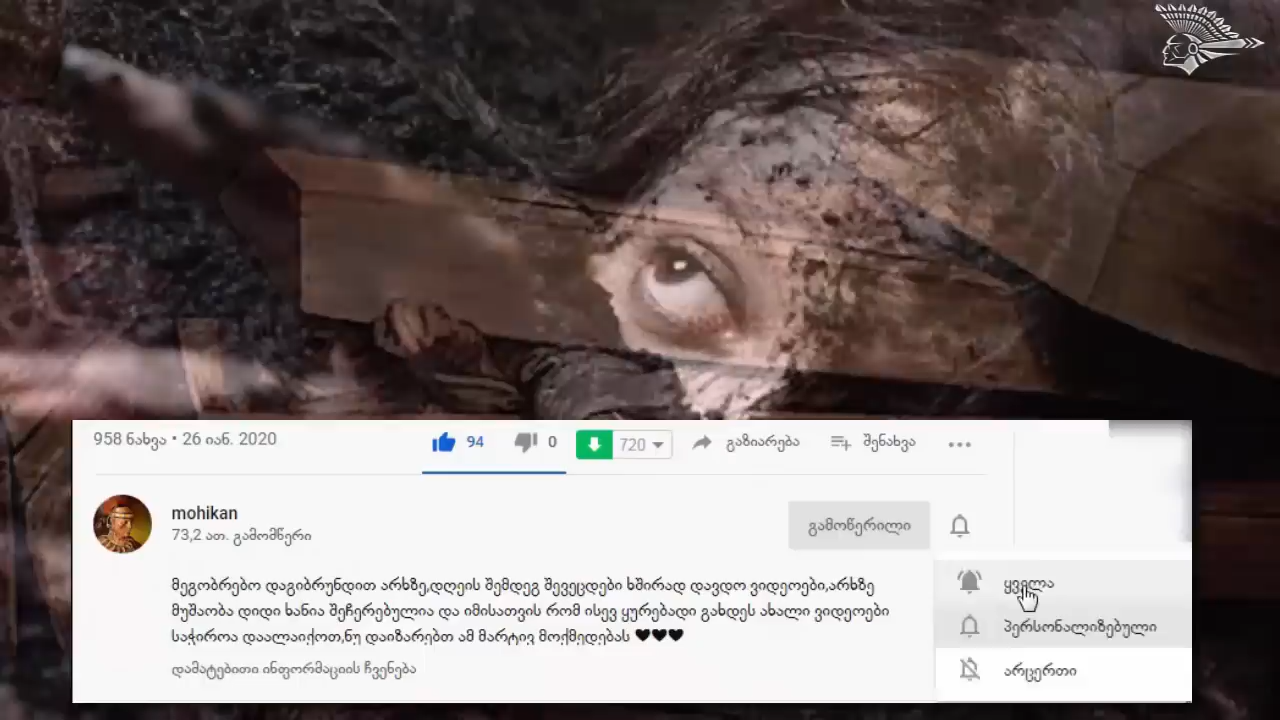 958 ნახვა • 26 იან. 2020
94
0
720
გაზიარება
შენახვა
mohikan
73,2 ათ. გამომწერი
გამოწერილი
მეგობრებო დაგიბრუნდით არხზე,დღეის შემდეგ შევეცდები ხშირად დავდო ვიდეოები,არხზე
მუშაობა დიდი ხანია შეჩერებულია და იმისათვის რომ ისევ ყურებადი გახდეს ახალი ვიდეოები
საჭიროა დაალაიქოთ,ნუ დაიზარებთ ამ მარტივ მოქმედებას ♥♥♥
დამატებითი ინფორმაციის ჩვენება
ყველა
პერსონალიზებული
არცერთი